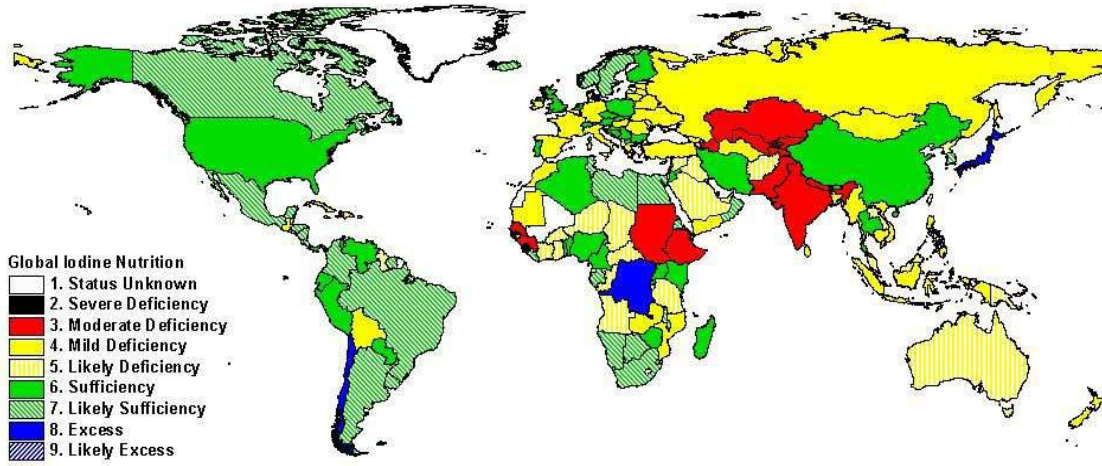 Global Iodine Nutrition
1. Status Unknown
2. Severe Deficiency
3. Moderate Deficiency
4. Mild Deficiency
5. Likely Deficiency
6. Sufficiency
7. Likely Sufficiency
8. Excess
9. Likely Excess